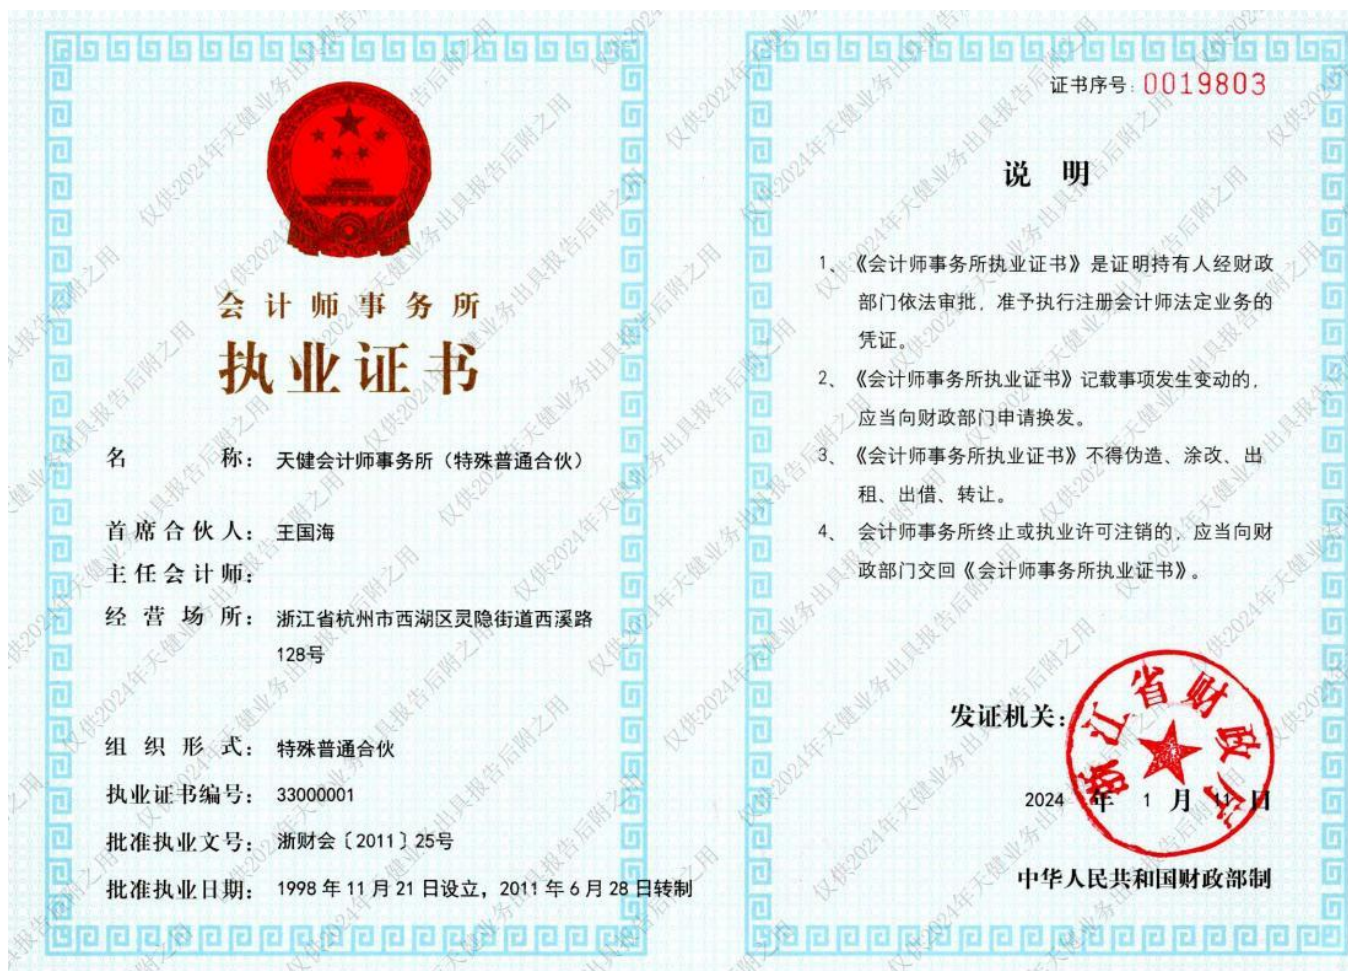 会计师事务所
执业证书
名 称： 天健会计师事务所（特殊普通合伙）
首席合伙人： 王国海
主任会计师：
经营场所： 浙江省杭州市西湖区灵隐街道西溪路
128号
组织形式： 特殊普通合伙
执业证书编号： 33000001
批准执业文号： 浙财会〔2011〕25号
批准执业日期： 1998年11月21日设立，2011年6月28日转制
证书序号：0019803
说 明
1、《会计师事务所执业证书》是证明持有人经财政
部门依法审批，准予执行注册会计师法定业务的
凭证。
2、《会计师事务所执业证书》记载事项发生变动的，
应当向财政部门申请换发。
3、《会计师事务所执业证书》不得伪造、涂改、出
租、出借、转让。
4、会计师事务所终止或执业许可注销的，应当向财
政部门交回《会计师事务所执业证书》。
发证机关：
浙江省财政厅
2024 年 1 月 11 日
中华人民共和国财政部制
仅供2024年天健业务出具报告后附之用